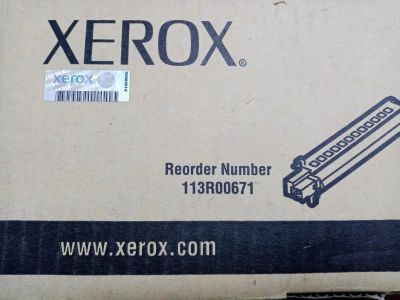 XEROX®
xerox
Reorder Number
113R00671
www.xerox.com